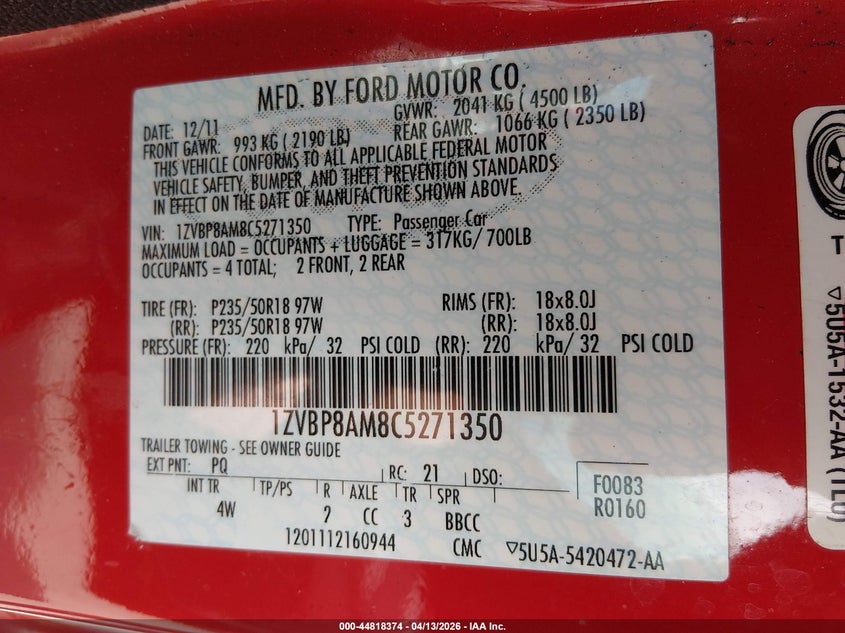 MFD. BY FORD MOTOR CO.
DATE: 12/11 GVWR: 2041 KG ( 4500 LB)
FRONT GAWR: 993 KG ( 2190 LB) REAR GAWR: 1066 KG ( 2350 LB)
THIS VEHICLE CONFORMS TO ALL APPLICABLE FEDERAL MOTOR
VEHICLE SAFETY, BUMPER, AND THEFT PREVENTION STANDARDS
IN EFFECT ON THE DATE OF MANUFACTURE SHOWN ABOVE.
VIN: 1ZVBP8AM8C5271350 TYPE: Passenger Car
MAXIMUM LOAD = OCCUPANTS + LUGGAGE = 317KG/ 700LB
OCCUPANTS = 4 TOTAL; 2 FRONT, 2 REAR
TIRE (FR): P235/50R18 97W RIMS (FR): 18x8.0J
(RR): P235/50R18 97W (RR): 18x8.0J
PRESSURE (FR): 220 kPa/ 32 PSI COLD (RR): 220 kPa/ 32 PSI COLD
1ZVBP8AM8C5271350
TRAILER TOWING - SEE OWNER GUIDE
EXT PNT: PQ RC: 21 DSO:
INT TR TP/PS R AXLE TR SPR F0083
4W CC 3 BBCC R0160
1201112160944 CMC ▽5U5A-5420472-AA
T
▽5U5A-1532-AA (TLU)
000-44818374 - 04/13/2026 - IAA Inc.